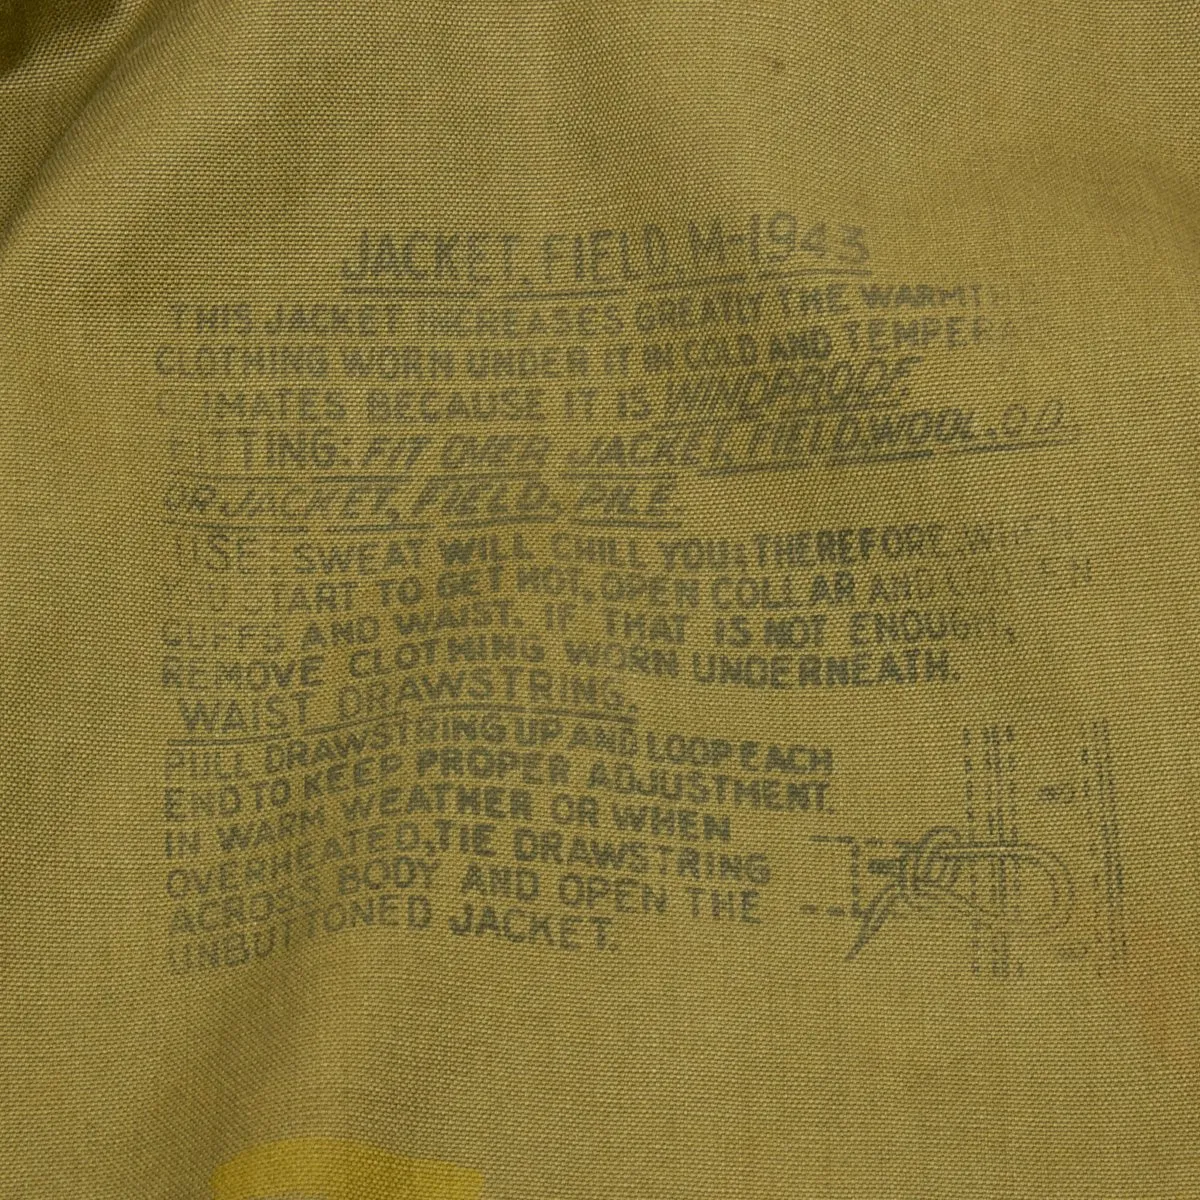 JACKET, FIELD, M-1943
THIS JACKET INCREASES GREATLY THE WARMTH
CLOTHING WORN UNDER IT IN COLD AND TEMPERA
CLIMATES BECAUSE IT IS WINDPROOF
FITTING: FIT OVER JACKET, FIELD, WOOL, O.D.
OR JACKET, FIELD, PILE
USE: SWEAT WILL CHILL YOU: THEREFORE, WHEN
YOU START TO GET HOT, OPEN COLLAR AND LOOSEN
CUFFS AND WAIST. IF THAT IS NOT ENOUGH,
REMOVE CLOTHING WORN UNDERNEATH.
WAIST DRAWSTRING.
PULL DRAWSTRING UP AND LOOP EACH
END TO KEEP PROPER ADJUSTMENT.
IN WARM WEATHER OR WHEN
OVERHEATED, TIE DRAWSTRING
ACROSS BODY AND OPEN THE
UNBUTTONED JACKET.